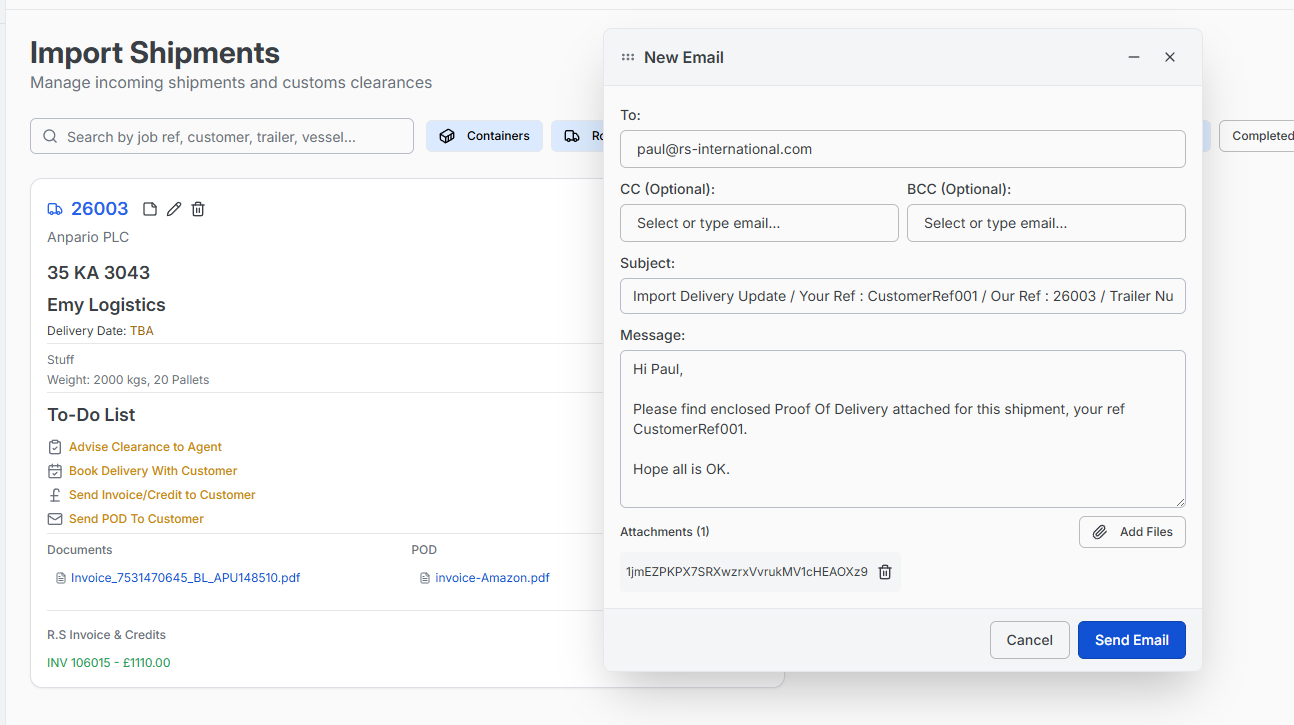 Import Shipments
Manage incoming shipments and customs clearances
Search by job ref, customer, trailer, vessel...
Containers
Completed
26003
Anpario PLC
35 KA 3043
Emy Logistics
Delivery Date: TBA
Stuff
Weight: 2000 kgs, 20 Pallets
To-Do List
Advise Clearance to Agent
Book Delivery With Customer
Send Invoice/Credit to Customer
Send POD To Customer
Documents
POD
Invoice_7531470645_BL_APU148510.pdf
invoice-Amazon.pdf
R.S Invoice & Credits
INV 106015 - £1110.00
New Email
To:
paul@rs-international.com
CC (Optional):
BCC (Optional):
Select or type email...
Select or type email...
Subject:
Import Delivery Update / Your Ref : CustomerRef001 / Our Ref : 26003 / Trailer Nu
Message:
Hi Paul,
Please find enclosed Proof Of Delivery attached for this shipment, your ref
CustomerRef001.
Hope all is OK.
Attachments (1)
Add Files
1jmEZPKPX7SRXwzrxVvrukMV1cHEAOXz9
Cancel
Send Email